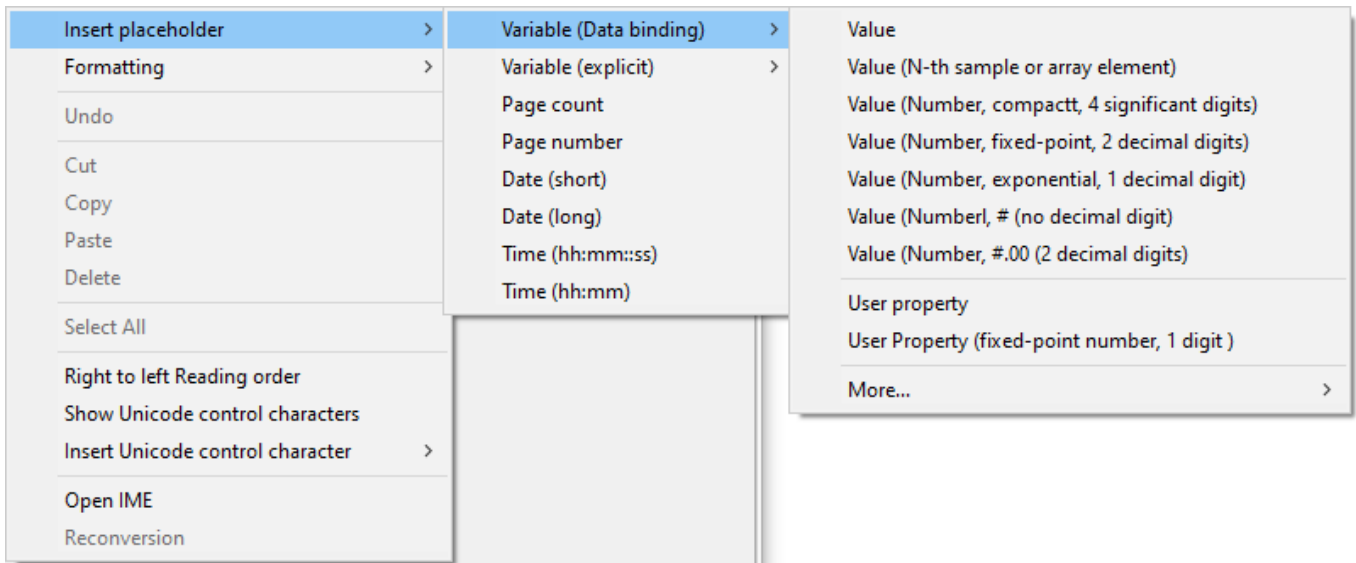 Insert placeholder
Formatting
Undo
Cut
Copy
Paste
Delete
Select All
Right to left Reading order
Show Unicode control characters
Insert Unicode control character
Open IME
Reconversion
Variable (Data binding)
Variable (explicit)
Page count
Page number
Date (short)
Date (long)
Time (hh:mm::ss)
Time (hh:mm)
Value
Value (N-th sample or array element)
Value (Number, compactt, 4 significant digits)
Value (Number, fixed-point, 2 decimal digits)
Value (Number, exponential, 1 decimal digit)
Value (Numberl, # (no decimal digit)
Value (Number, #.00 (2 decimal digits)
User property
User Property (fixed-point number, 1 digit )
More...